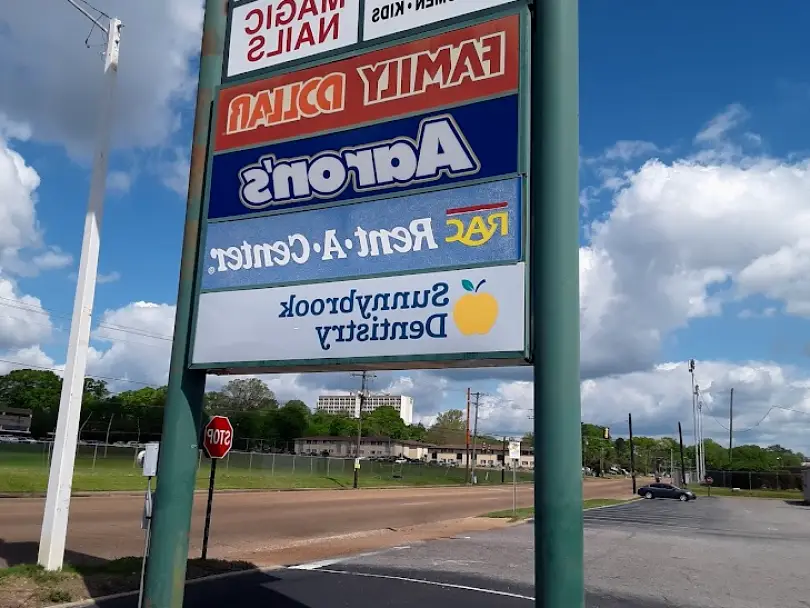 MAGIC
NAILS
MEN • KIDS
FAMILY DOLLAR
Aaron's
RAC Rent•A•Center®
Sunnybrook
Dentistry
STOP